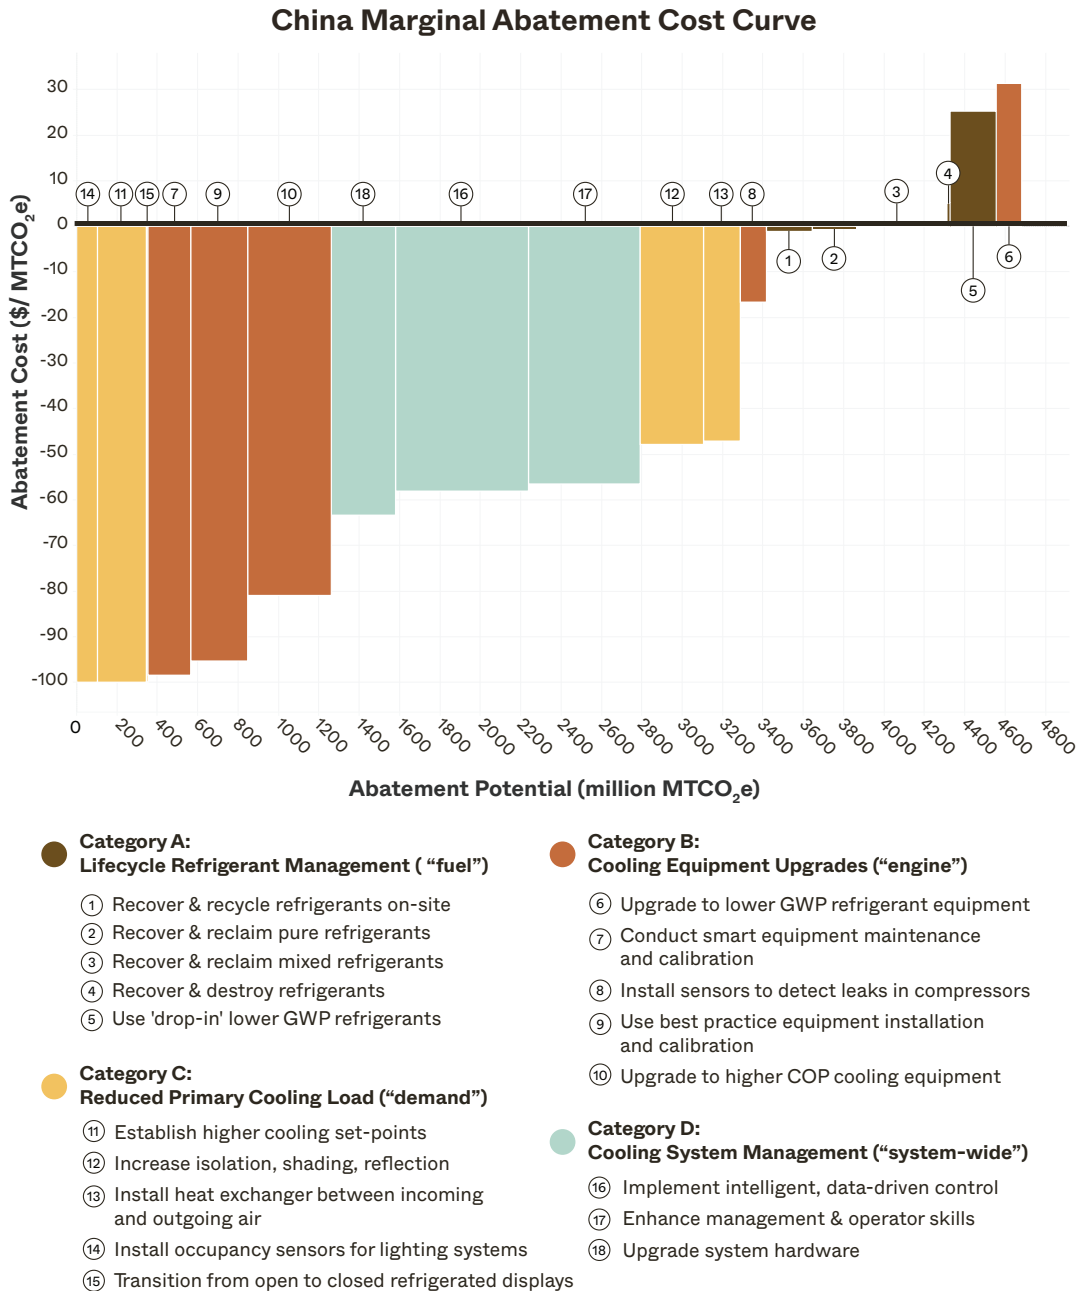 China Marginal Abatement Cost Curve
Abatement Cost ($/ MTCO2e)
30
20
10
0
-10
-20
-30
-40
-50
-60
-70
-80
-90
-100
14 11 15 7 9 10 18 16 17 12 13 8 1 2 3 4 5 6
0 200 400 600 800 1000 1200 1400 1600 1800 2000 2200 2400 2600 2800 3000 3200 3400 3600 3800 4000 4200 4400 4600 4800
Abatement Potential (million MTCO2e)
Category A:
Lifecycle Refrigerant Management ( “fuel”)
1 Recover & recycle refrigerants on-site
2 Recover & reclaim pure refrigerants
3 Recover & reclaim mixed refrigerants
4 Recover & destroy refrigerants
5 Use 'drop-in' lower GWP refrigerants
Category B:
Cooling Equipment Upgrades (“engine”)
6 Upgrade to lower GWP refrigerant equipment
7 Conduct smart equipment maintenance
and calibration
8 Install sensors to detect leaks in compressors
9 Use best practice equipment installation
and calibration
10 Upgrade to higher COP cooling equipment
Category C:
Reduced Primary Cooling Load (“demand”)
11 Establish higher cooling set-points
12 Increase isolation, shading, reflection
13 Install heat exchanger between incoming
and outgoing air
14 Install occupancy sensors for lighting systems
15 Transition from open to closed refrigerated displays
Category D:
Cooling System Management (“system-wide”)
16 Implement intelligent, data-driven control
17 Enhance management & operator skills
18 Upgrade system hardware